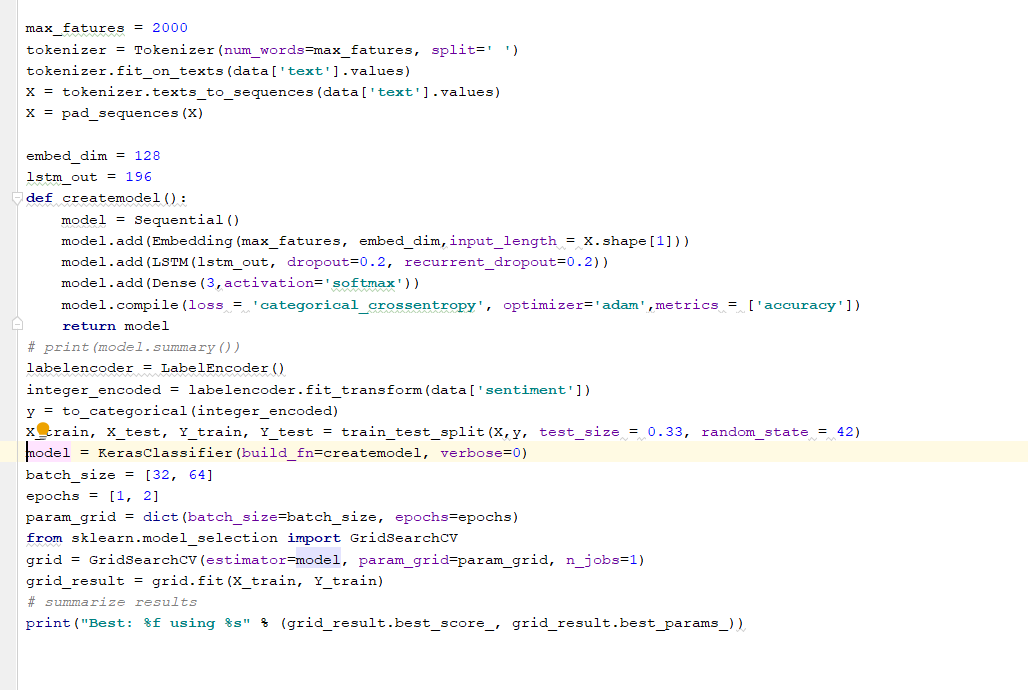 max_fatures = 2000
tokenizer = Tokenizer(num_words=max_fatures, split=' ')
tokenizer.fit_on_texts(data['text'].values)
X = tokenizer.texts_to_sequences(data['text'].values)
X = pad_sequences(X)
embed_dim = 128
lstm_out = 196
def createmodel():
    model = Sequential()
    model.add(Embedding(max_fatures, embed_dim,input_length = X.shape[1]))
    model.add(LSTM(lstm_out, dropout=0.2, recurrent_dropout=0.2))
    model.add(Dense(3,activation='softmax'))
    model.compile(loss = 'categorical_crossentropy', optimizer='adam',metrics = ['accuracy'])
    return model
# print(model.summary())
labelencoder = LabelEncoder()
integer_encoded = labelencoder.fit_transform(data['sentiment'])
y = to_categorical(integer_encoded)
X_train, X_test, Y_train, Y_test = train_test_split(X,y, test_size = 0.33, random_state = 42)
model = KerasClassifier(build_fn=createmodel, verbose=0)
batch_size = [32, 64]
epochs = [1, 2]
param_grid = dict(batch_size=batch_size, epochs=epochs)
from sklearn.model_selection import GridSearchCV
grid = GridSearchCV(estimator=model, param_grid=param_grid, n_jobs=1)
grid_result = grid.fit(X_train, Y_train)
# summarize results
print("Best: %f using %s" % (grid_result.best_score_, grid_result.best_params_))